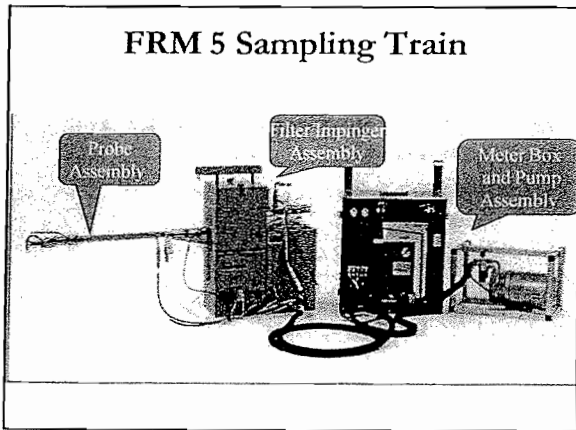 FRM 5 Sampling Train
Probe
Assembly
Filter Impinger
Assembly
Meter Box
and Pump
Assembly